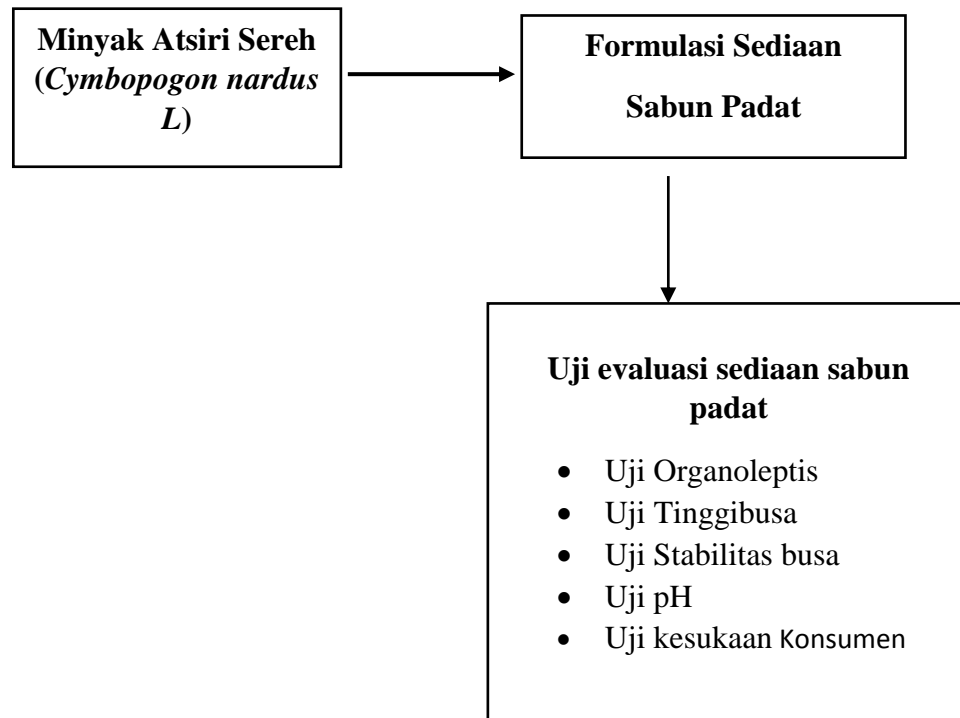 Minyak Atsiri Sereh
(Cymbopogon nardus
L)
Formulasi Sediaan
Sabun Padat
Uji evaluasi sediaan sabun
padat
• Uji Organoleptis
• Uji Tinggibusa
• Uji Stabilitas busa
• Uji pH
• Uji kesukaan Konsumen